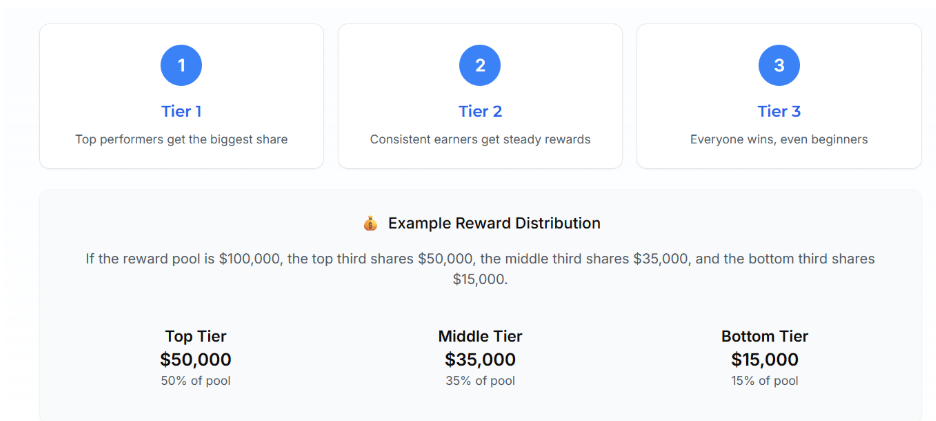 1
2
3
Tier 1
Tier 2
Tier 3
Top performers get the biggest share
Consistent earners get steady rewards
Everyone wins, even beginners
Example Reward Distribution
If the reward pool is $100,000, the top third shares $50,000, the middle third shares $35,000, and the bottom third shares
$15,000.
Top Tier
Middle Tier
Bottom Tier
$50,000
$35,000
$15,000
50% of pool
35% of pool
15% of pool